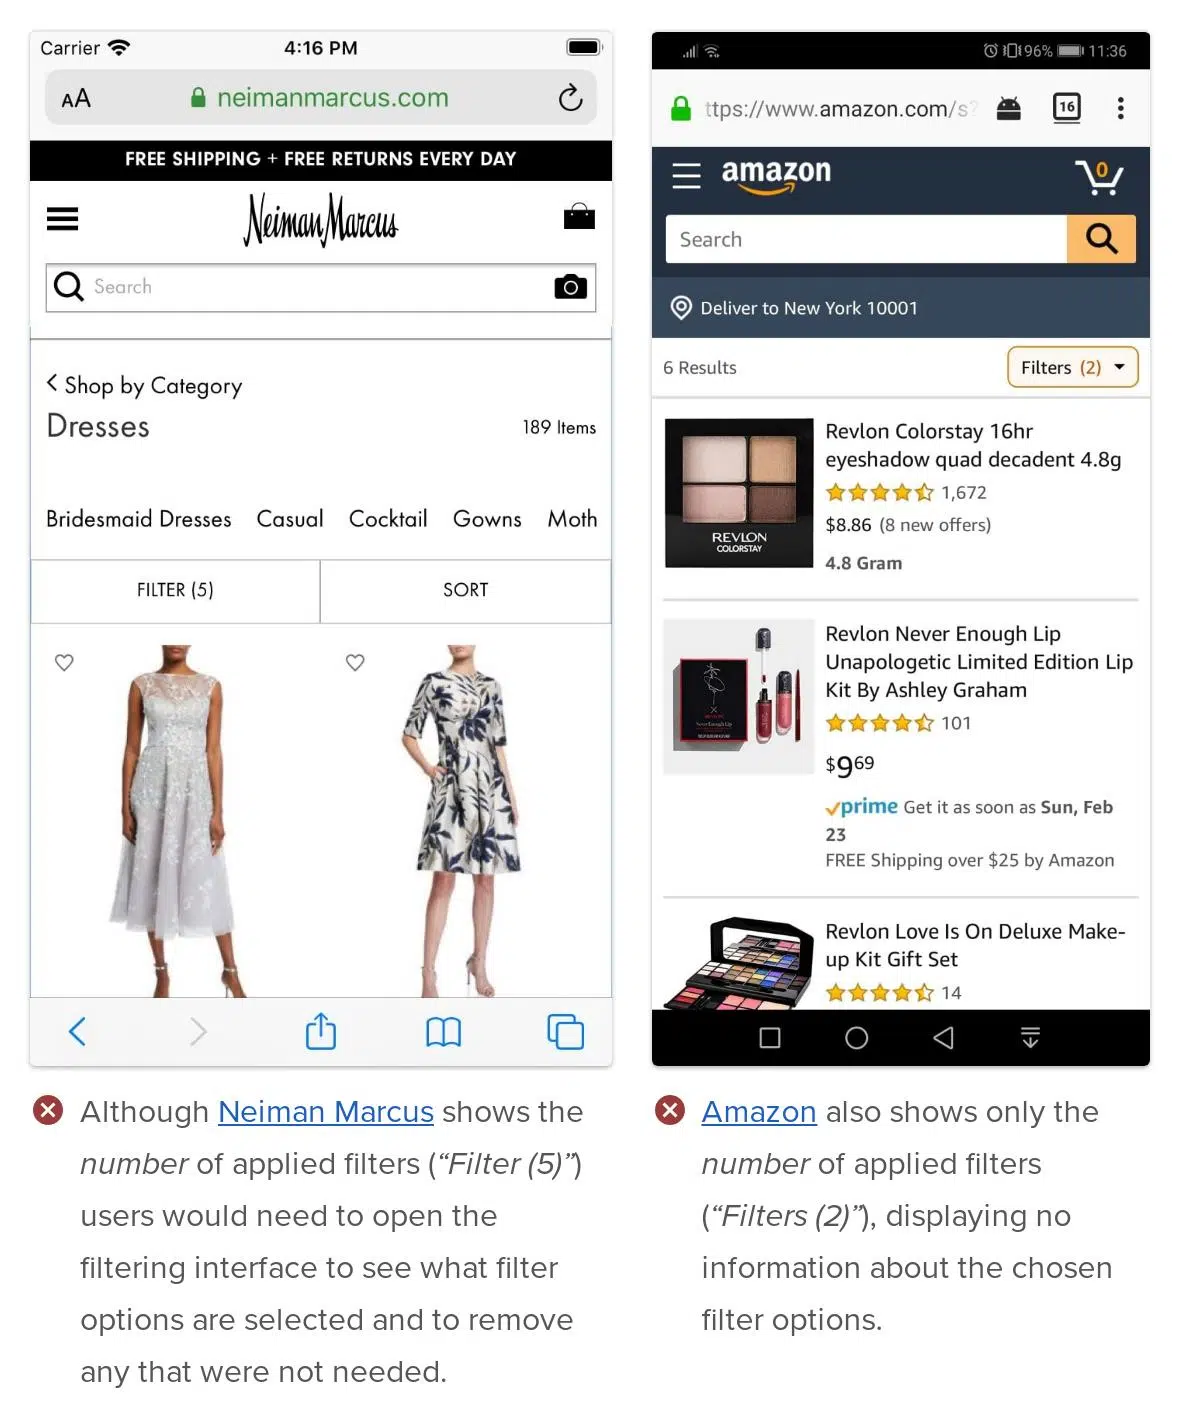 Carrier
4:16 PM
AA
neimanmarcus.com
FREE SHIPPING + FREE RETURNS EVERY DAY
Neiman Marcus
Search
Shop by Category
Dresses
189 Items
Bridesmaid Dresses Casual Cocktail Gowns Moth
FILTER (5)
SORT
Although Neiman Marcus shows the
number of applied filters (“Filter (5)”)
users would need to open the
filtering interface to see what filter
options are selected and to remove
any that were not needed.
96% 11:36
ttps://www.amazon.com/s?
16
amazon
0
Search
Deliver to New York 10001
6 Results
Filters (2)
REVLON
COLORSTAY
Revlon Colorstay 16hr
eyeshadow quad decadent 4.8g
1,672
$8.86 (8 new offers)
4.8 Gram
Revlon Never Enough Lip
Unapologetic Limited Edition Lip
Kit By Ashley Graham
101
$969
prime Get it as soon as Sun, Feb
23
FREE Shipping over $25 by Amazon
Revlon Love Is On Deluxe Make-
up Kit Gift Set
14
Amazon also shows only the
number of applied filters
(“Filters (2)”), displaying no
information about the chosen
filter options.